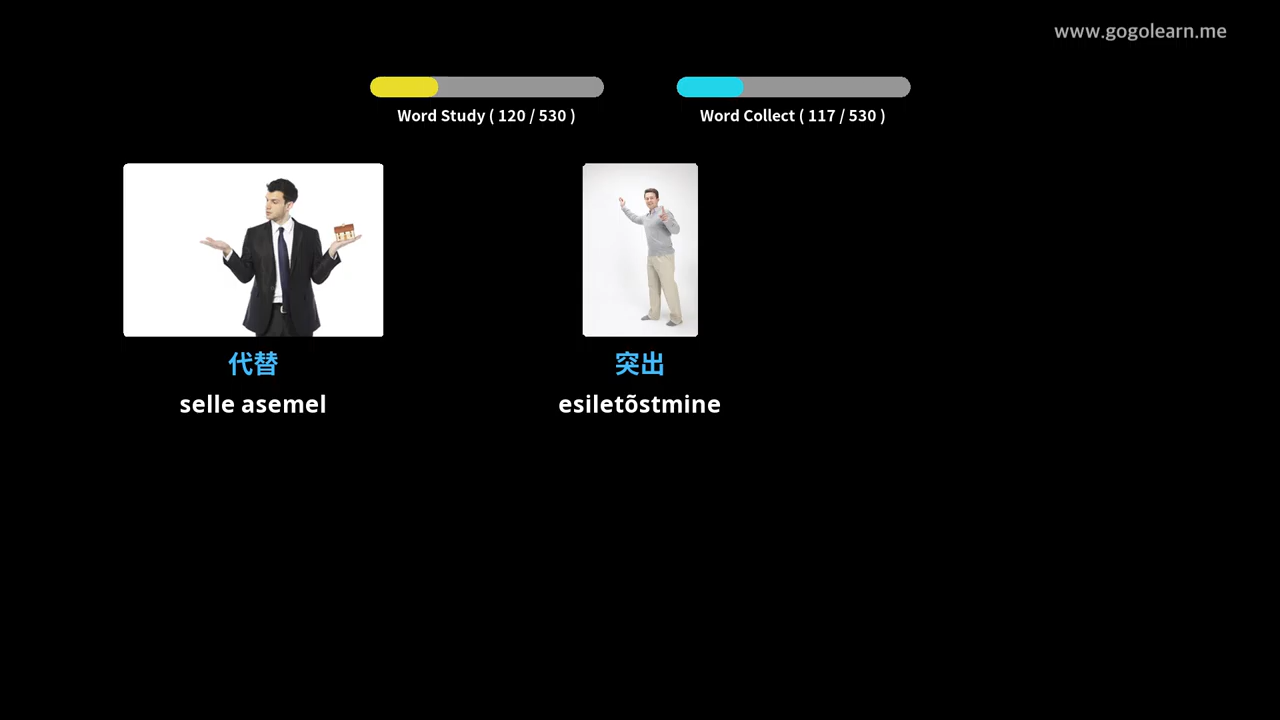 www.gogolearn.me
Word Study ( 120 / 530 )
Word Collect ( 117 / 530 )
代替
selle asemel
突出
esiletõstmine